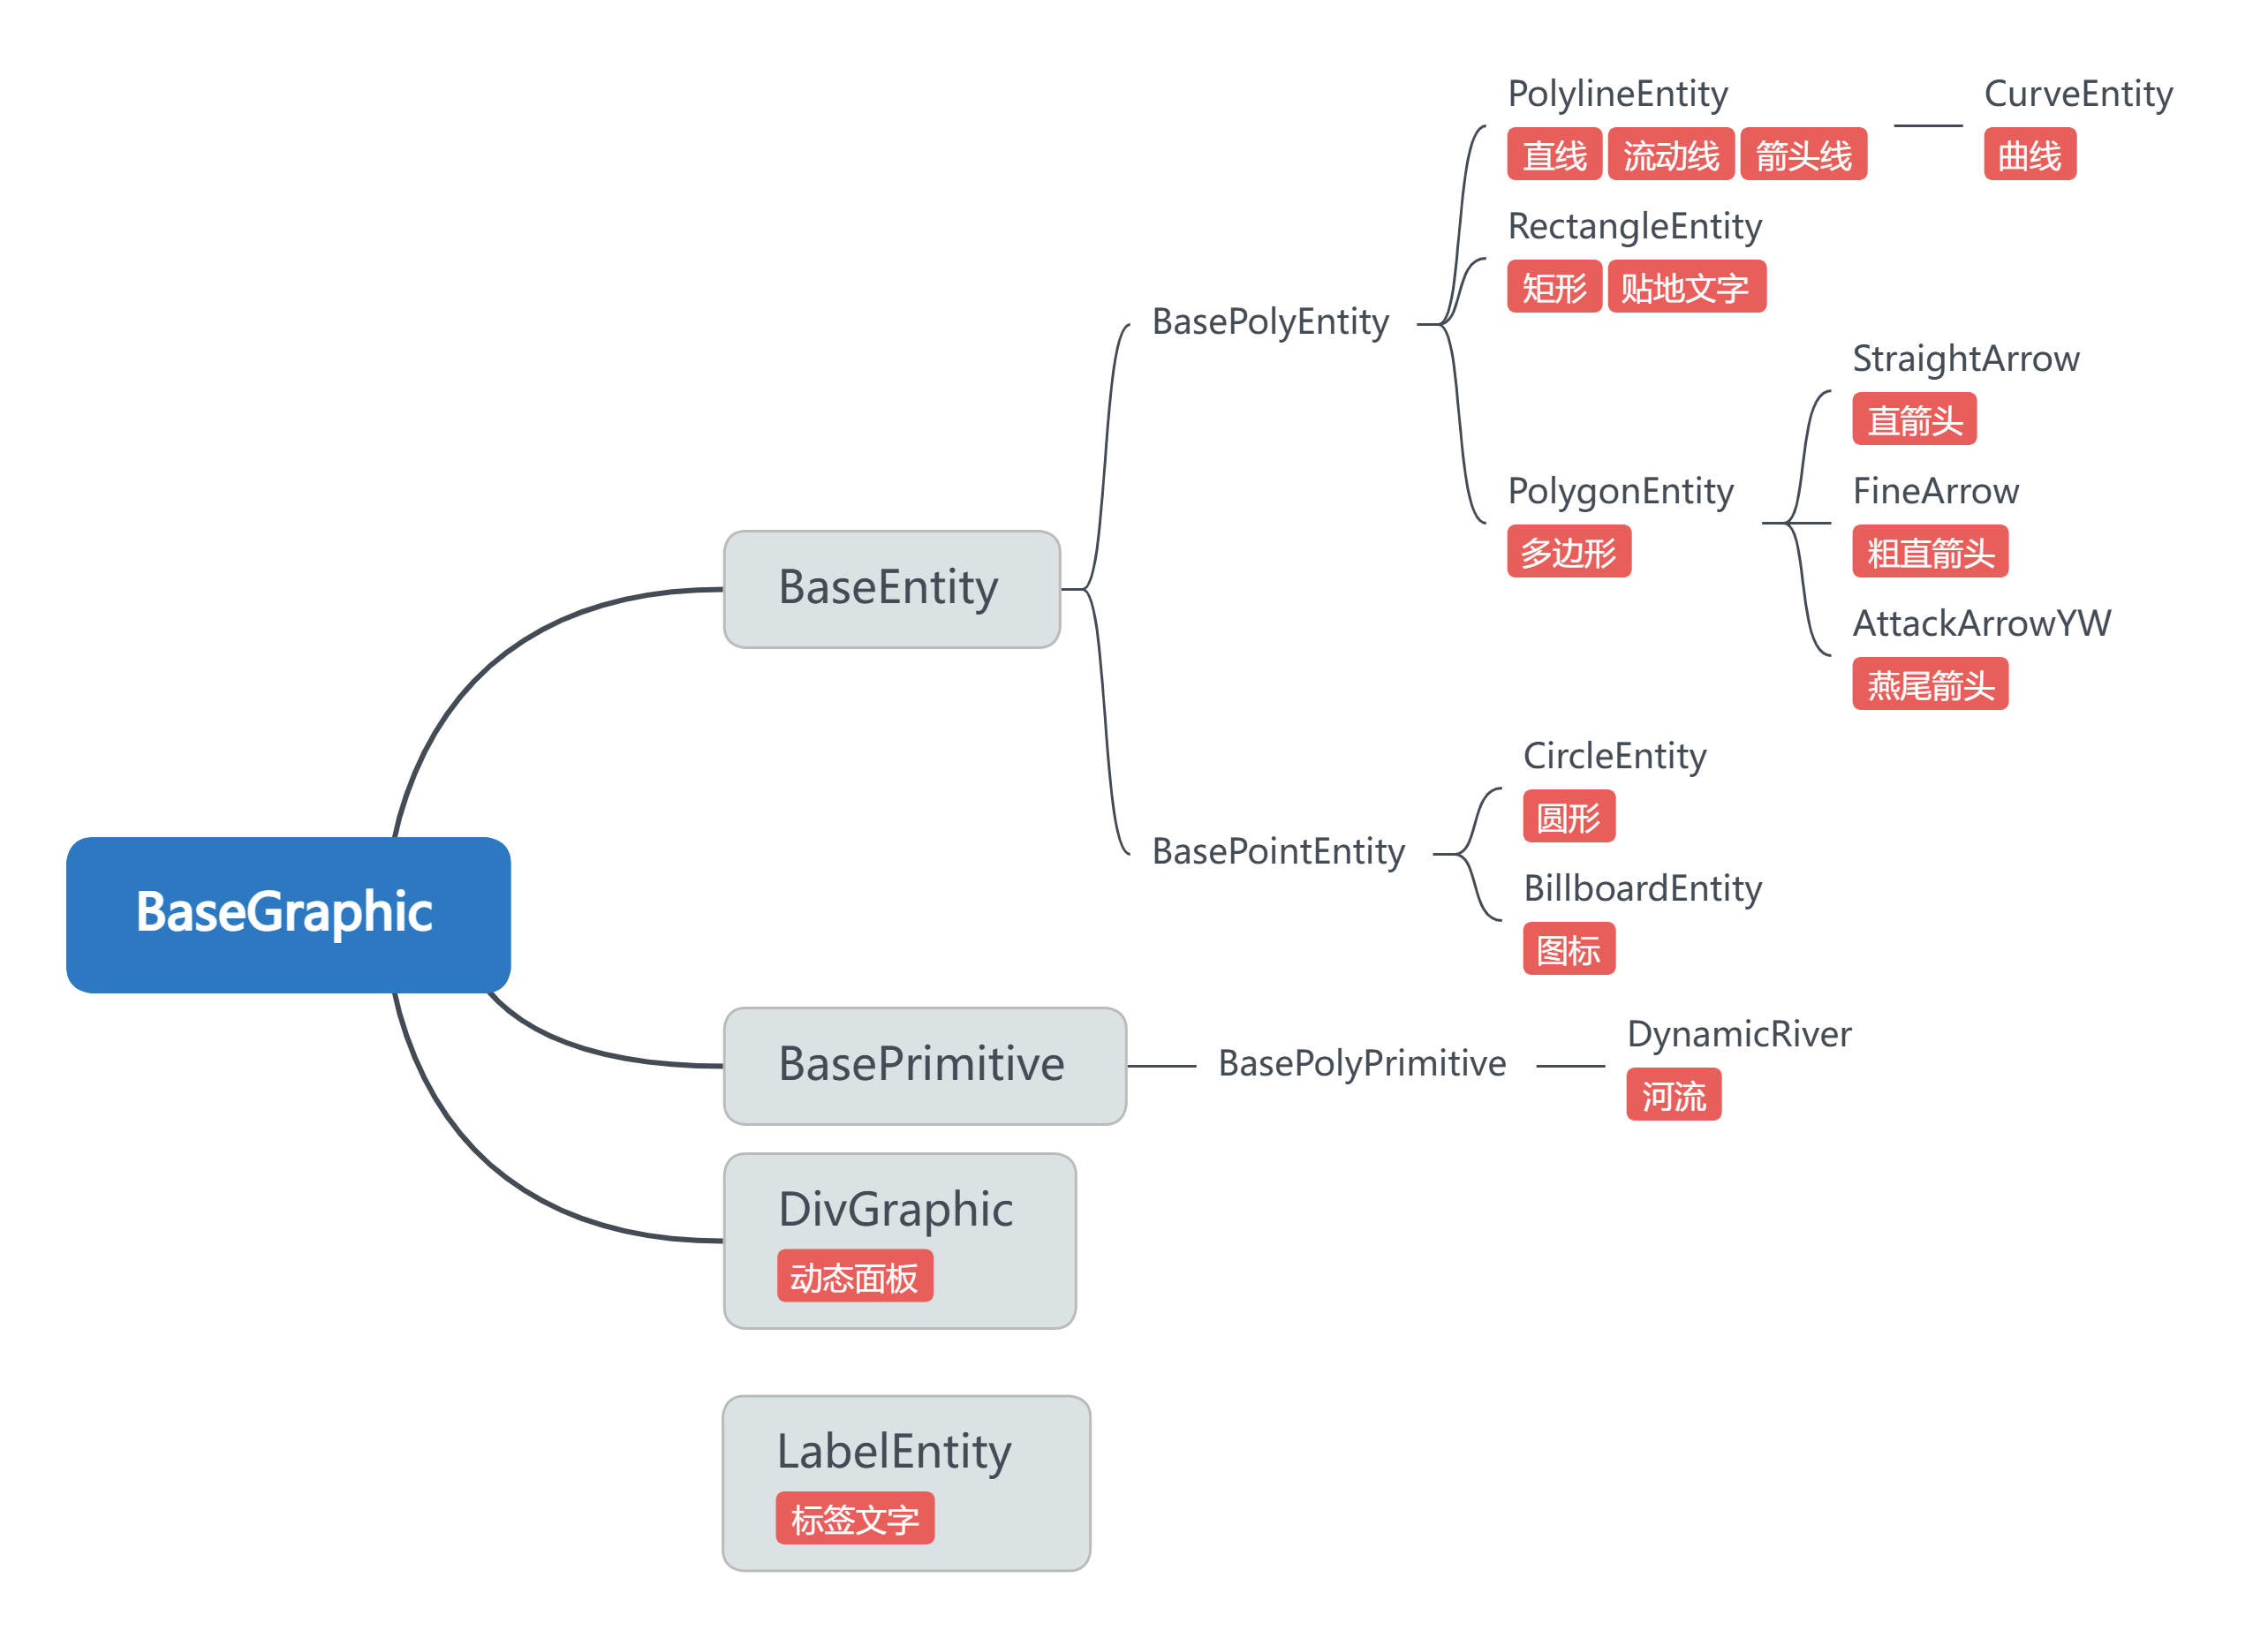 PolylineEntity
直线 流动线 箭头线
CurveEntity
曲线
RectangleEntity
矩形 贴地文字
BasePolyEntity
StraightArrow
直箭头
PolygonEntity
多边形
FineArrow
粗直箭头
AttackArrowYW
燕尾箭头
BaseEntity
CircleEntity
圆形
BasePointEntity
BillboardEntity
图标
BaseGraphic
BasePrimitive
BasePolyPrimitive
DynamicRiver
河流
DivGraphic
动态面板
LabelEntity
标签文字